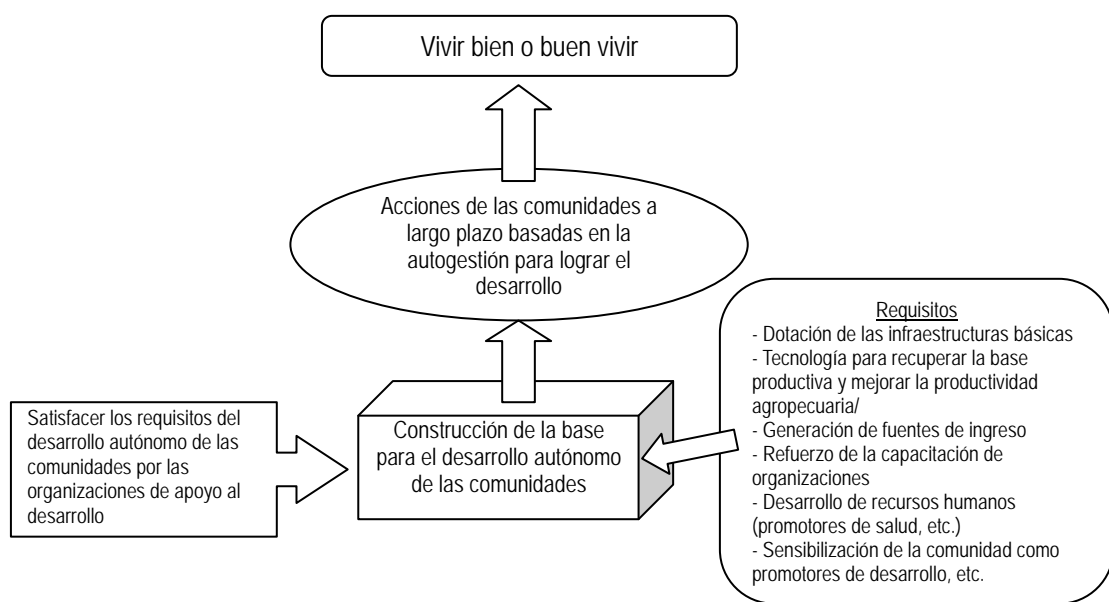 Vivir bien o buen vivir
Acciones de las comunidades a
largo plazo basadas en la
autogestión para lograr el
desarrollo
Requisitos
- Dotación de las infraestructuras básicas
- Tecnología para recuperar la base
productiva y mejorar la productividad
agropecuaria/
- Generación de fuentes de ingreso
- Refuerzo de la capacitación de
organizaciones
- Desarrollo de recursos humanos
(promotores de salud, etc.)
- Sensibilización de la comunidad como
promotores de desarrollo, etc.
Satisfacer los requisitos del
desarrollo autónomo de las
comunidades por las
organizaciones de apoyo al
desarrollo
Construcción de la base
para el desarrollo autónomo
de las comunidades